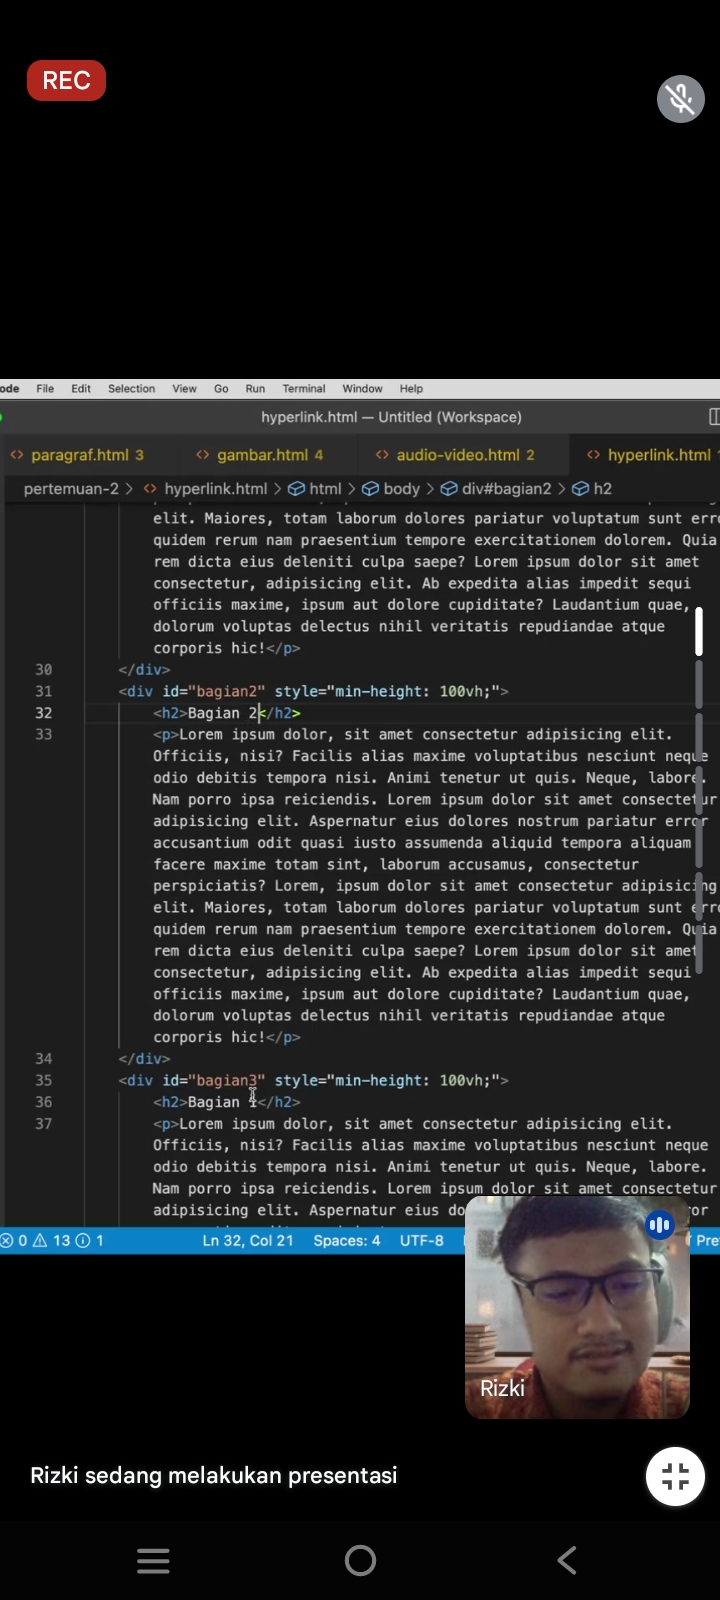 REC
ode File Edit Selection View Go Run Terminal Window Help
hyperlink.html — Untitled (Workspace)
paragraf.html 3 gambar.html 4 audio-video.html 2 hyperlink.html
pertemuan-2 > hyperlink.html > html > body > div#bagian2 > h2
elit. Maiores, totam laborum dolores pariatur voluptatum sunt erro
quidem rerum nam praesentium tempore exercitationem dolorem. Quia
rem dicta eius deleniti culpa saepe? Lorem ipsum dolor sit amet
consectetur, adipisicing elit. Ab expedita alias impedit sequi
officiis maxime, ipsum aut dolore cupiditate? Laudantium quae,
dolorum voluptas delectus nihil veritatis repudiandae atque
corporis hic!</p>
30 </div>
31 <div id="bagian2" style="min-height: 100vh;">
32 <h2>Bagian 2</h2>
33 <p>Lorem ipsum dolor, sit amet consectetur adipisicing elit.
Officiis, nisi? Facilis alias maxime voluptatibus nesciunt neque
odio debitis tempora nisi. Animi tenetur ut quis. Neque, labore.
Nam porro ipsa reiciendis. Lorem ipsum dolor sit amet consectetur
adipisicing elit. Aspernatur eius dolores nostrum pariatur error
accusantium odit quasi iusto assumenda aliquid tempora aliquam
facere maxime totam sint, laborum accusamus, consectetur
perspiciatis? Lorem, ipsum dolor sit amet consectetur adipisicing
elit. Maiores, totam laborum dolores pariatur voluptatum sunt erro
quidem rerum nam praesentium tempore exercitationem dolorem. Quia
rem dicta eius deleniti culpa saepe? Lorem ipsum dolor sit amet
consectetur, adipisicing elit. Ab expedita alias impedit sequi
officiis maxime, ipsum aut dolore cupiditate? Laudantium quae,
dolorum voluptas delectus nihil veritatis repudiandae atque
corporis hic!</p>
34 </div>
35 <div id="bagian3" style="min-height: 100vh;">
36 <h2>Bagian 1</h2>
37 <p>Lorem ipsum dolor, sit amet consectetur adipisicing elit.
Officiis, nisi? Facilis alias maxime voluptatibus nesciunt neque
odio debitis tempora nisi. Animi tenetur ut quis. Neque, labore.
Nam porro ipsa reiciendis. Lorem ipsum dolor sit amet consectetur
adipisicing elit. Aspernatur eius do
0 13 1 Ln 32, Col 21 Spaces: 4 UTF-8 Pre
Rizki
Rizki sedang melakukan presentasi